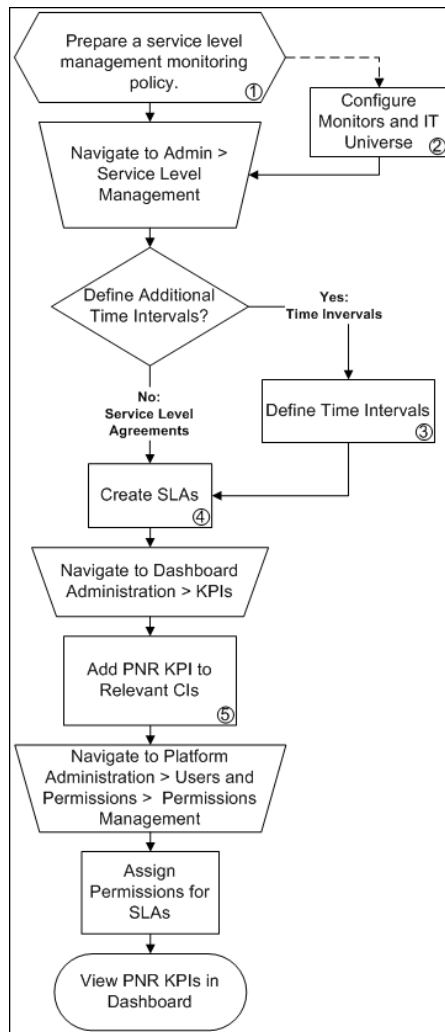 Prepare a service level
management monitoring
policy.
①
Configure
Monitors and IT
Universe
②
Navigate to Admin >
Service Level
Management
Define Additional
Time Intervals?
Yes:
Time Invervals
No:
Service Level
Agreements
Define Time Intervals
③
Create SLAs
④
Navigate to Dashboard
Administration > KPIs
Add PNR KPI to
Relevant CIs
⑤
Navigate to Platform
Administration > Users and
Permissions > Permissions
Management
Assign
Permissions for
SLAs
View PNR KPIs in
Dashboard